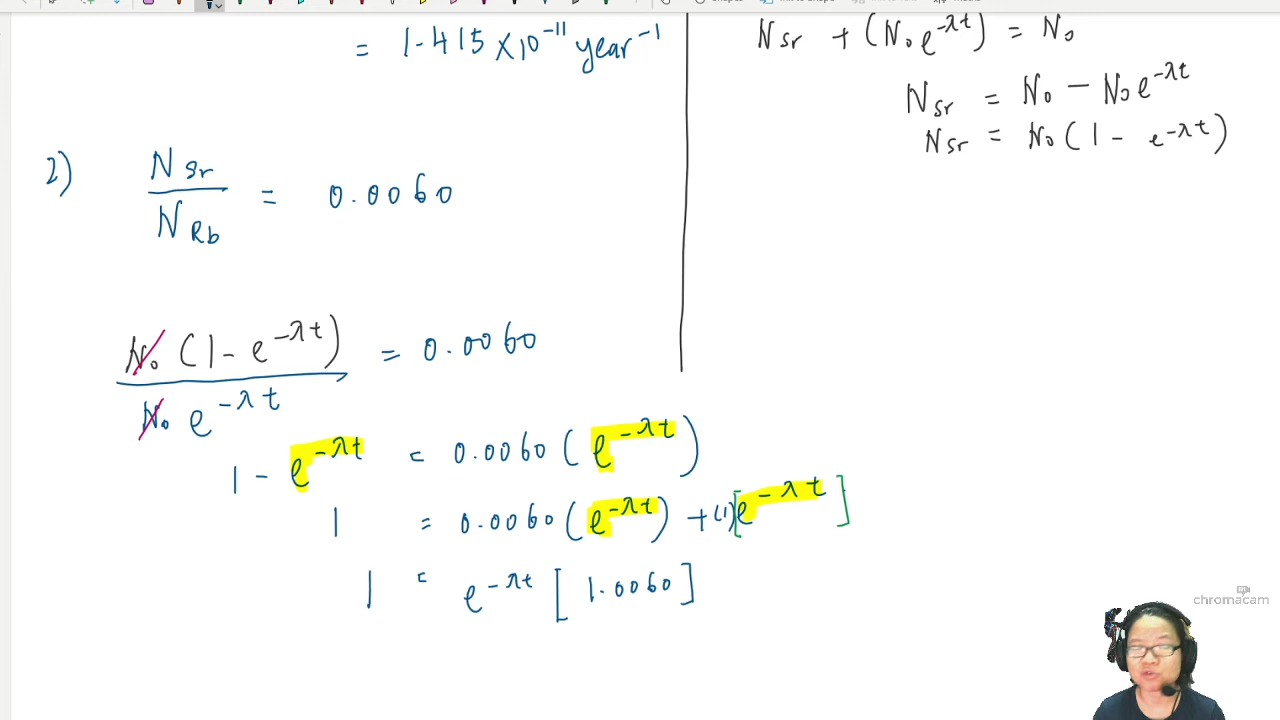 = 1.415 × 10⁻¹¹ year⁻¹
2) N_Sr / N_Rb = 0.0060
N₀ (1 - e^{-λt}) / N₀ e^{-λt} = 0.0060
1 - e^{-λt} = 0.0060 (e^{-λt})
1 = 0.0060 (e^{-λt}) + (1)[e^{-λt}]
1 = e^{-λt} [1.0060]
N_Sr + (N₀e^{-λt}) = N₀
N_Sr = N₀ - N₀e^{-λt}
N_Sr = N₀ (1 - e^{-λt})
chromacam